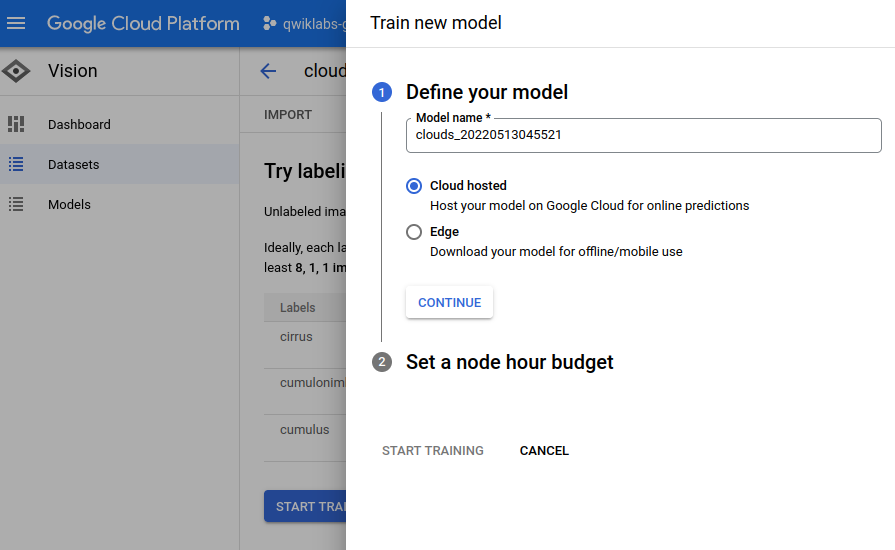 Google Cloud Platform
qwiklabs-g
Vision
Dashboard
Datasets
Models
cloud
IMPORT
Try labeli
Unlabeled ima
Ideally, each la
least 8, 1, 1 im
Labels
cirrus
cumulonim
cumulus
START TRAI
Train new model
1 Define your model
Model name *
clouds_20220513045521
Cloud hosted
Host your model on Google Cloud for online predictions
Edge
Download your model for offline/mobile use
CONTINUE
2 Set a node hour budget
START TRAINING CANCEL